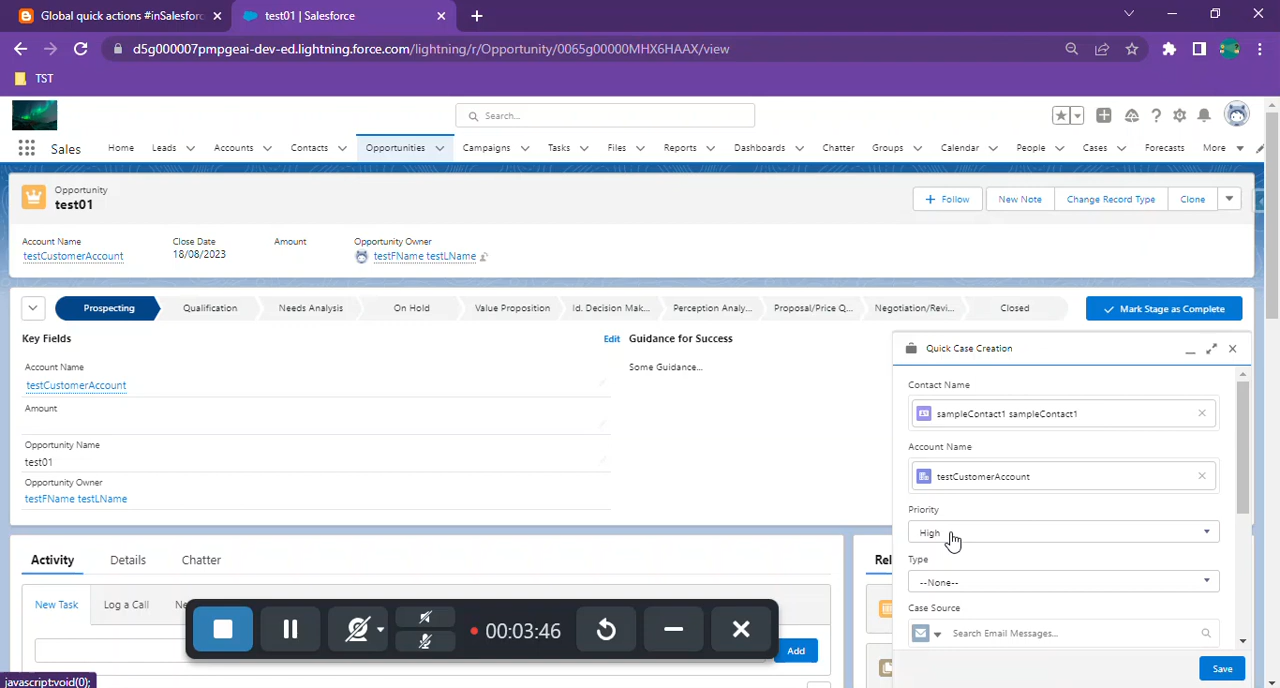 Global quick actions #inSalesforc
test01 | Salesforce
d5g000007pmpgeai-dev-ed.lightning.force.com/lightning/r/Opportunity/0065g00000MHX6HAAX/view
TST
Search...
Sales
Home
Leads
Accounts
Contacts
Opportunities
Campaigns
Tasks
Files
Reports
Dashboards
Chatter
Groups
Calendar
People
Cases
Forecasts
More
Opportunity
test01
Follow
New Note
Change Record Type
Clone
Account Name
testCustomerAccount
Close Date
18/08/2023
Amount
Opportunity Owner
testFName testLName
Prospecting
Qualification
Needs Analysis
On Hold
Value Proposition
Id. Decision Mak...
Perception Analy...
Proposal/Price Q...
Negotiation/Revi...
Closed
Mark Stage as Complete
Key Fields
Edit
Account Name
testCustomerAccount
Amount
Opportunity Name
test01
Opportunity Owner
testFName testLName
Guidance for Success
Some Guidance...
Quick Case Creation
Contact Name
sampleContact1 sampleContact1
Account Name
testCustomerAccount
Priority
High
Type
--None--
Case Source
Search Email Messages...
Save
Activity
Details
Chatter
Rel
New Task
Log a Call
Ne
00:03:46
Add
javascript:void(0);